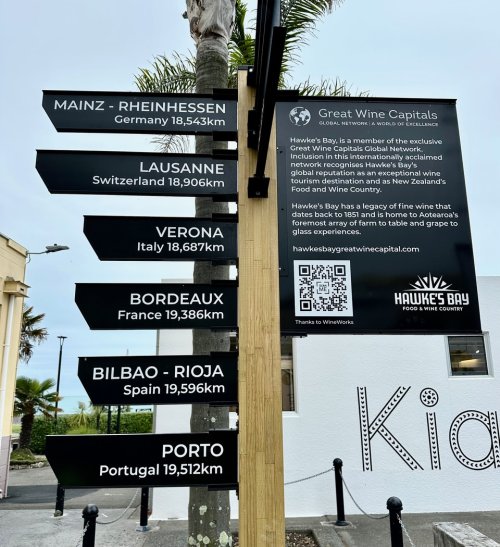 MAINZ - RHEINHESSEN
Germany 18,543km
LAUSANNE
Switzerland 18,906km
VERONA
Italy 18,687km
BORDEAUX
France 19,386km
BILBAO - RIOJA
Spain 19,596km
PORTO
Portugal 19,512km
Great Wine Capitals
GLOBAL NETWORK | A WORLD OF EXCELLENCE
Hawke's Bay, is a member of the exclusive
Great Wine Capitals Global Network.
Inclusion in this internationally acclaimed
network recognises Hawke's Bay's
global reputation as an exceptional wine
tourism destination and as New Zealand's
Food and Wine Country.
Hawke's Bay has a legacy of fine wine that
dates back to 1851 and is home to Aotearoa's
foremost array of farm to table and grape to
glass experiences.
hawkesbaygreatwinecapital.com
HAWKE'S BAY
FOOD & WINE COUNTRY
Thanks to WineWorks
Kid